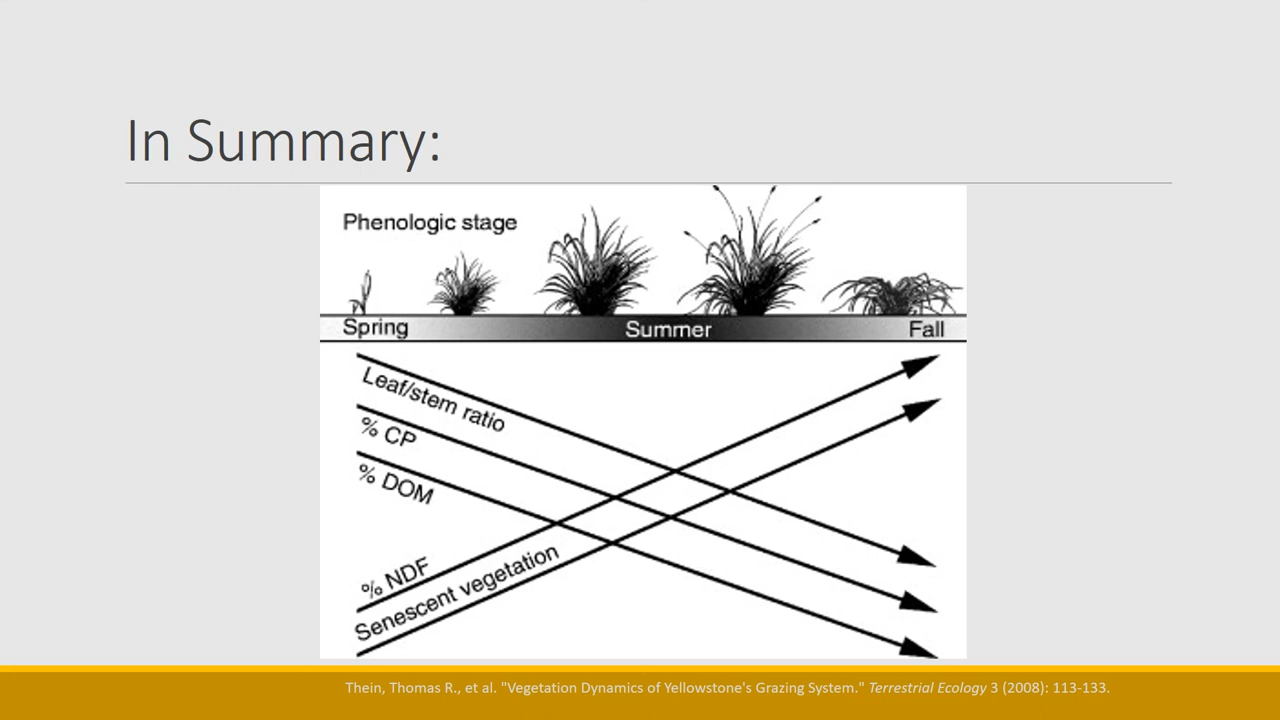 In Summary:
Phenologic stage
Spring
Summer
Fall
Leaf/stem ratio
% CP
% DOM
% NDF
Senescent vegetation
Thein, Thomas R., et al. "Vegetation Dynamics of Yellowstone's Grazing System." Terrestrial Ecology 3 (2008): 113-133.